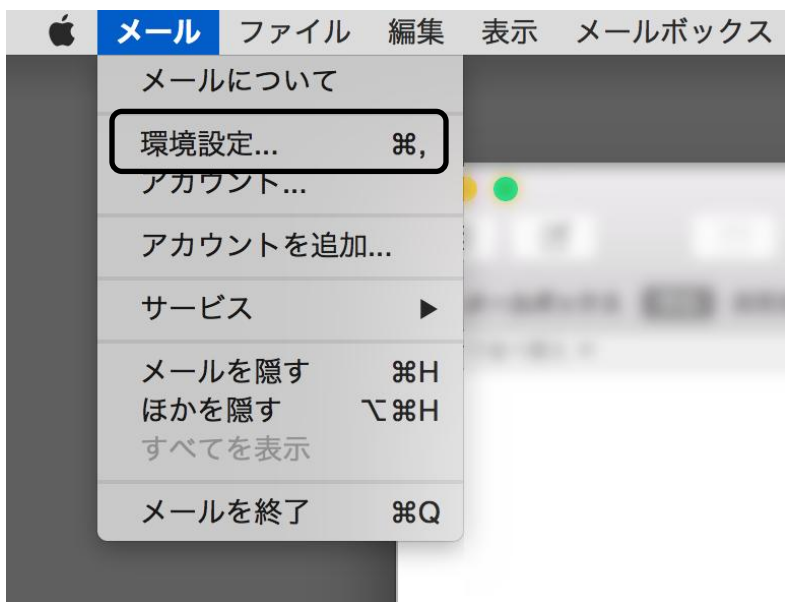 メール ファイル 編集 表示 メールボックス
メールについて
環境設定... ⌘,
アカウント...
アカウントを追加...
サービス ▶
メールを隠す ⌘H
ほかを隠す ⌥⌘H
すべてを表示
メールを終了 ⌘Q